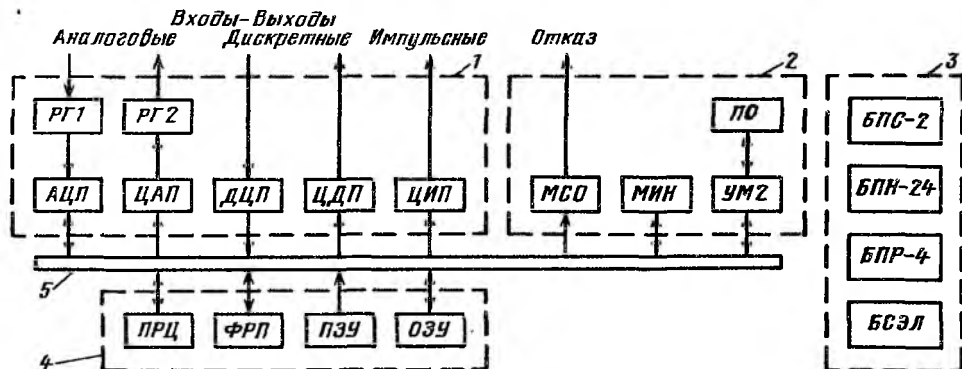 Входы-Выходы
Аналоговые Дискретные Импульсные Отказ
1 2 3
РГ1 РГ2 ПО БПС-2
АЦП ЦАП ДЦП ЦДП ЦИП МСО МИН УМ2 БПН-24
5
БПР-4
ПРЦ ФРП ПЗУ ОЗУ БСЭЛ
4